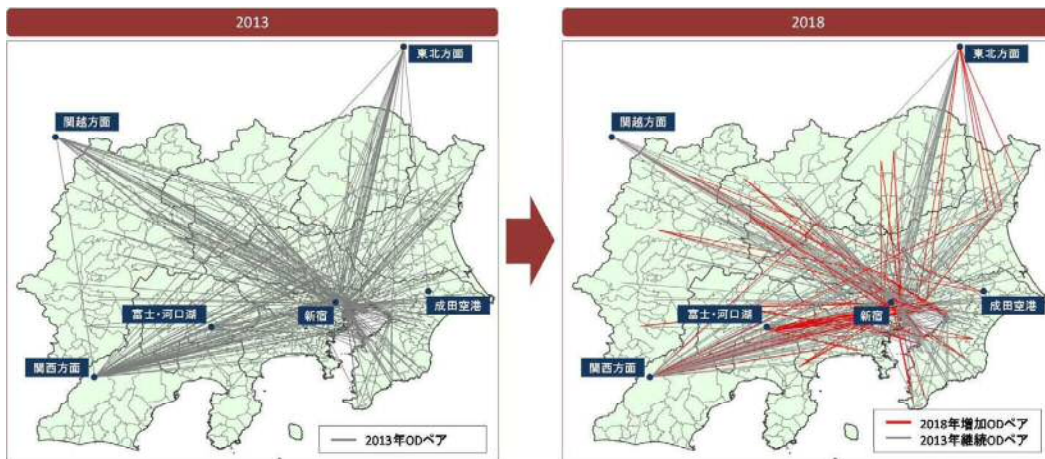 2013
東北方面
関越方面
成田空港
富士・河口湖
新宿
関西方面
2013年ODペア
2018
東北方面
関越方面
成田空港
富士・河口湖
新宿
関西方面
2018年増加ODペア
2013年継続ODペア